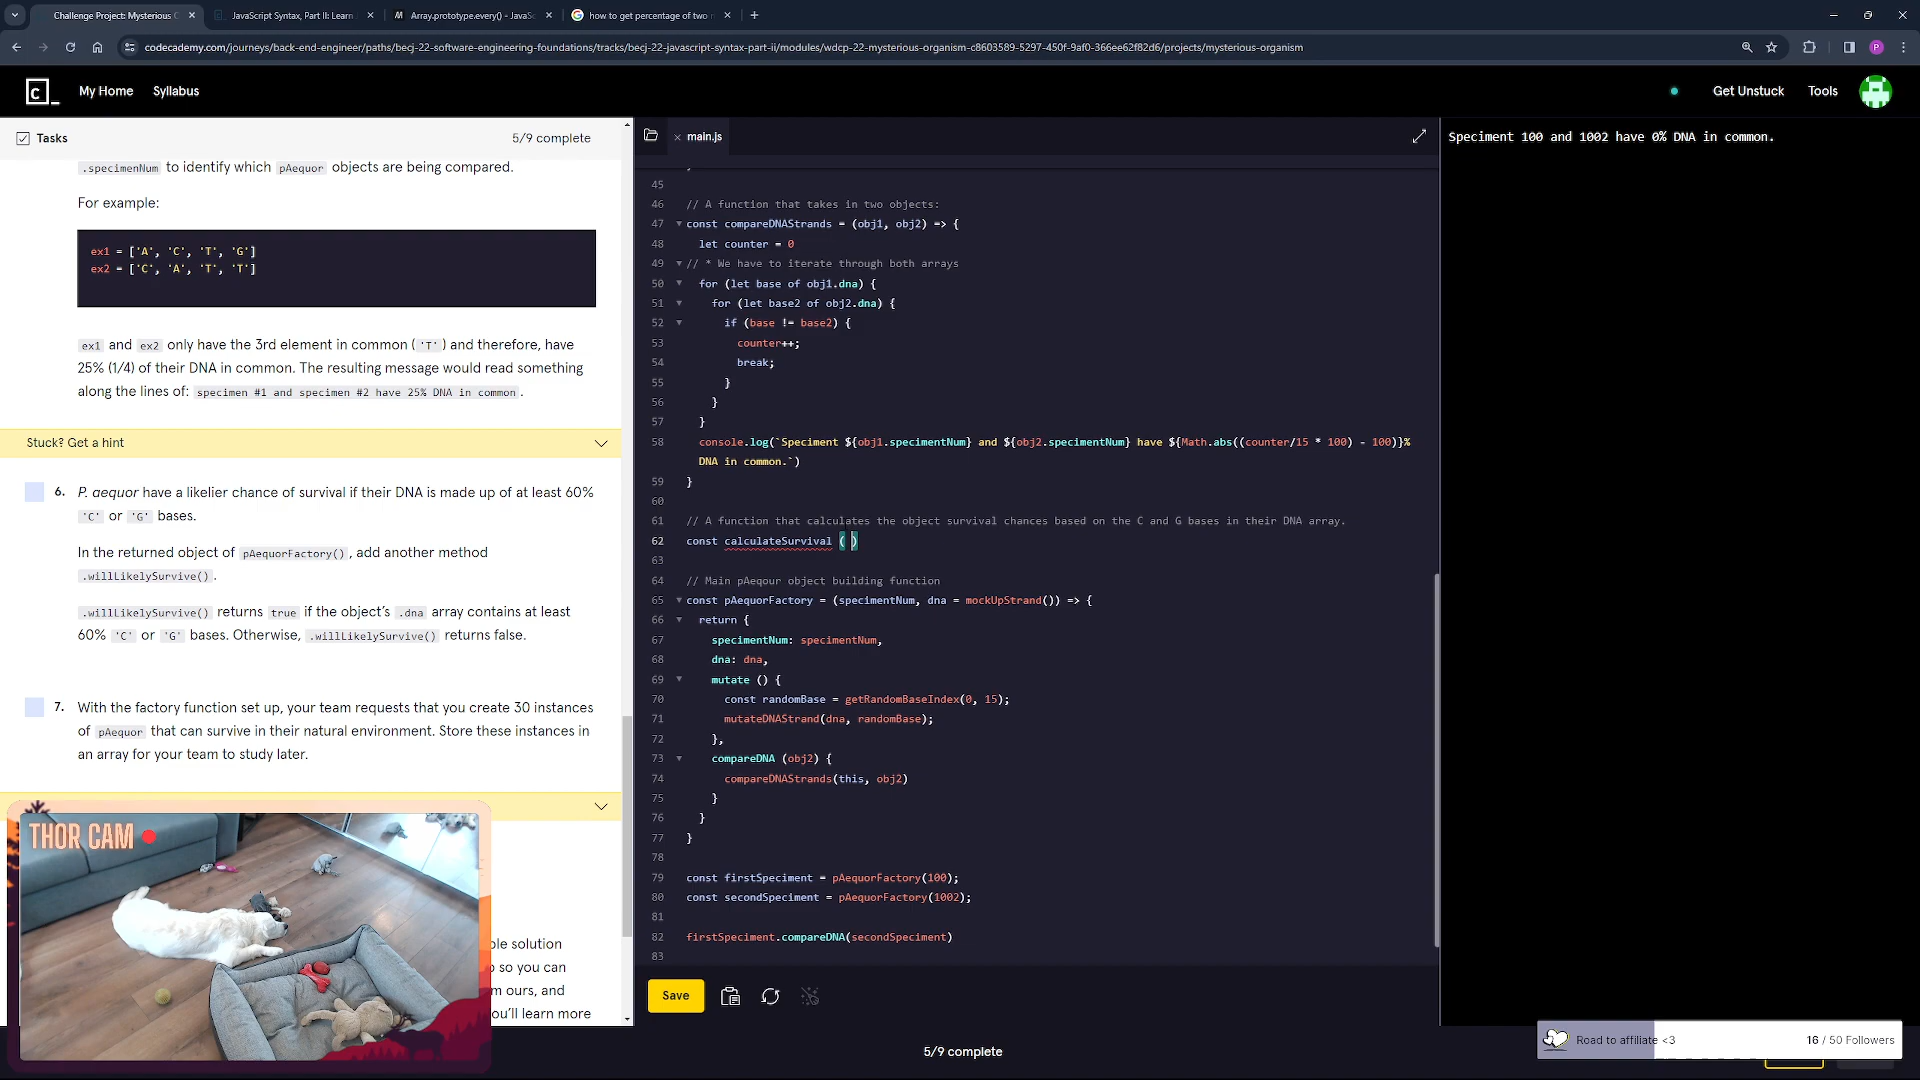 Challenge Project: Mysterious
JavaScript Syntax, Part II: Learn
Array.prototype.every() - JavaSc
how to get percentage of two n
codecademy.com/journeys/back-end-engineer/paths/becj-22-software-engineering-foundations/tracks/becj-22-javascript-syntax-part-ii/modules/wdcp-22-mysterious-organism-c8603589-5297-450f-9af0-366ee62f82d6/projects/mysterious-organism
P
c_
My Home
Syllabus
Get Unstuck
Tools
Tasks
5/9 complete
.specimenNum to identify which pAequor objects are being compared.
For example:
ex1 = ['A', 'C', 'T', 'G']
ex2 = ['C', 'A', 'T', 'T']
ex1 and ex2 only have the 3rd element in common ('T') and therefore, have
25% (1/4) of their DNA in common. The resulting message would read something
along the lines of: specimen #1 and specimen #2 have 25% DNA in common.
Stuck? Get a hint
6. P. aequor have a likelier chance of survival if their DNA is made up of at least 60%
'C' or 'G' bases.
In the returned object of pAequorFactory(), add another method
.willLikelySurvive().
.willLikelySurvive() returns true if the object's .dna array contains at least
60% 'C' or 'G' bases. Otherwise, .willLikelySurvive() returns false.
7. With the factory function set up, your team requests that you create 30 instances
of pAequor that can survive in their natural environment. Store these instances in
an array for your team to study later.
THOR CAM
ble solution
so you can
m ours, and
ou'll learn more
main.js
45
46 // A function that takes in two objects:
47 const compareDNAStrands = (obj1, obj2) => {
48 let counter = 0
49 // * We have to iterate through both arrays
50 for (let base of obj1.dna) {
51 for (let base2 of obj2.dna) {
52 if (base != base2) {
53 counter++;
54 break;
55 }
56 }
57 }
58 console.log(`Speciment ${obj1.specimentNum} and ${obj2.specimentNum} have ${Math.abs((counter/15 * 100) - 100)}%
DNA in common.`)
59 }
60
61 // A function that calculates the object survival chances based on the C and G bases in their DNA array.
62 const calculateSurvival ( )
63
64 // Main pAeqour object building function
65 const pAequorFactory = (specimentNum, dna = mockUpStrand()) => {
66 return {
67 specimentNum: specimentNum,
68 dna: dna,
69 mutate () {
70 const randomBase = getRandomBaseIndex(0, 15);
71 mutateDNAStrand(dna, randomBase);
72 },
73 compareDNA (obj2) {
74 compareDNAStrands(this, obj2)
75 }
76 }
77 }
78
79 const firstSpeciment = pAequorFactory(100);
80 const secondSpeciment = pAequorFactory(1002);
81
82 firstSpeciment.compareDNA(secondSpeciment)
83
Save
Speciment 100 and 1002 have 0% DNA in common.
5/9 complete
Road to affiliate <3
16 / 50 Followers